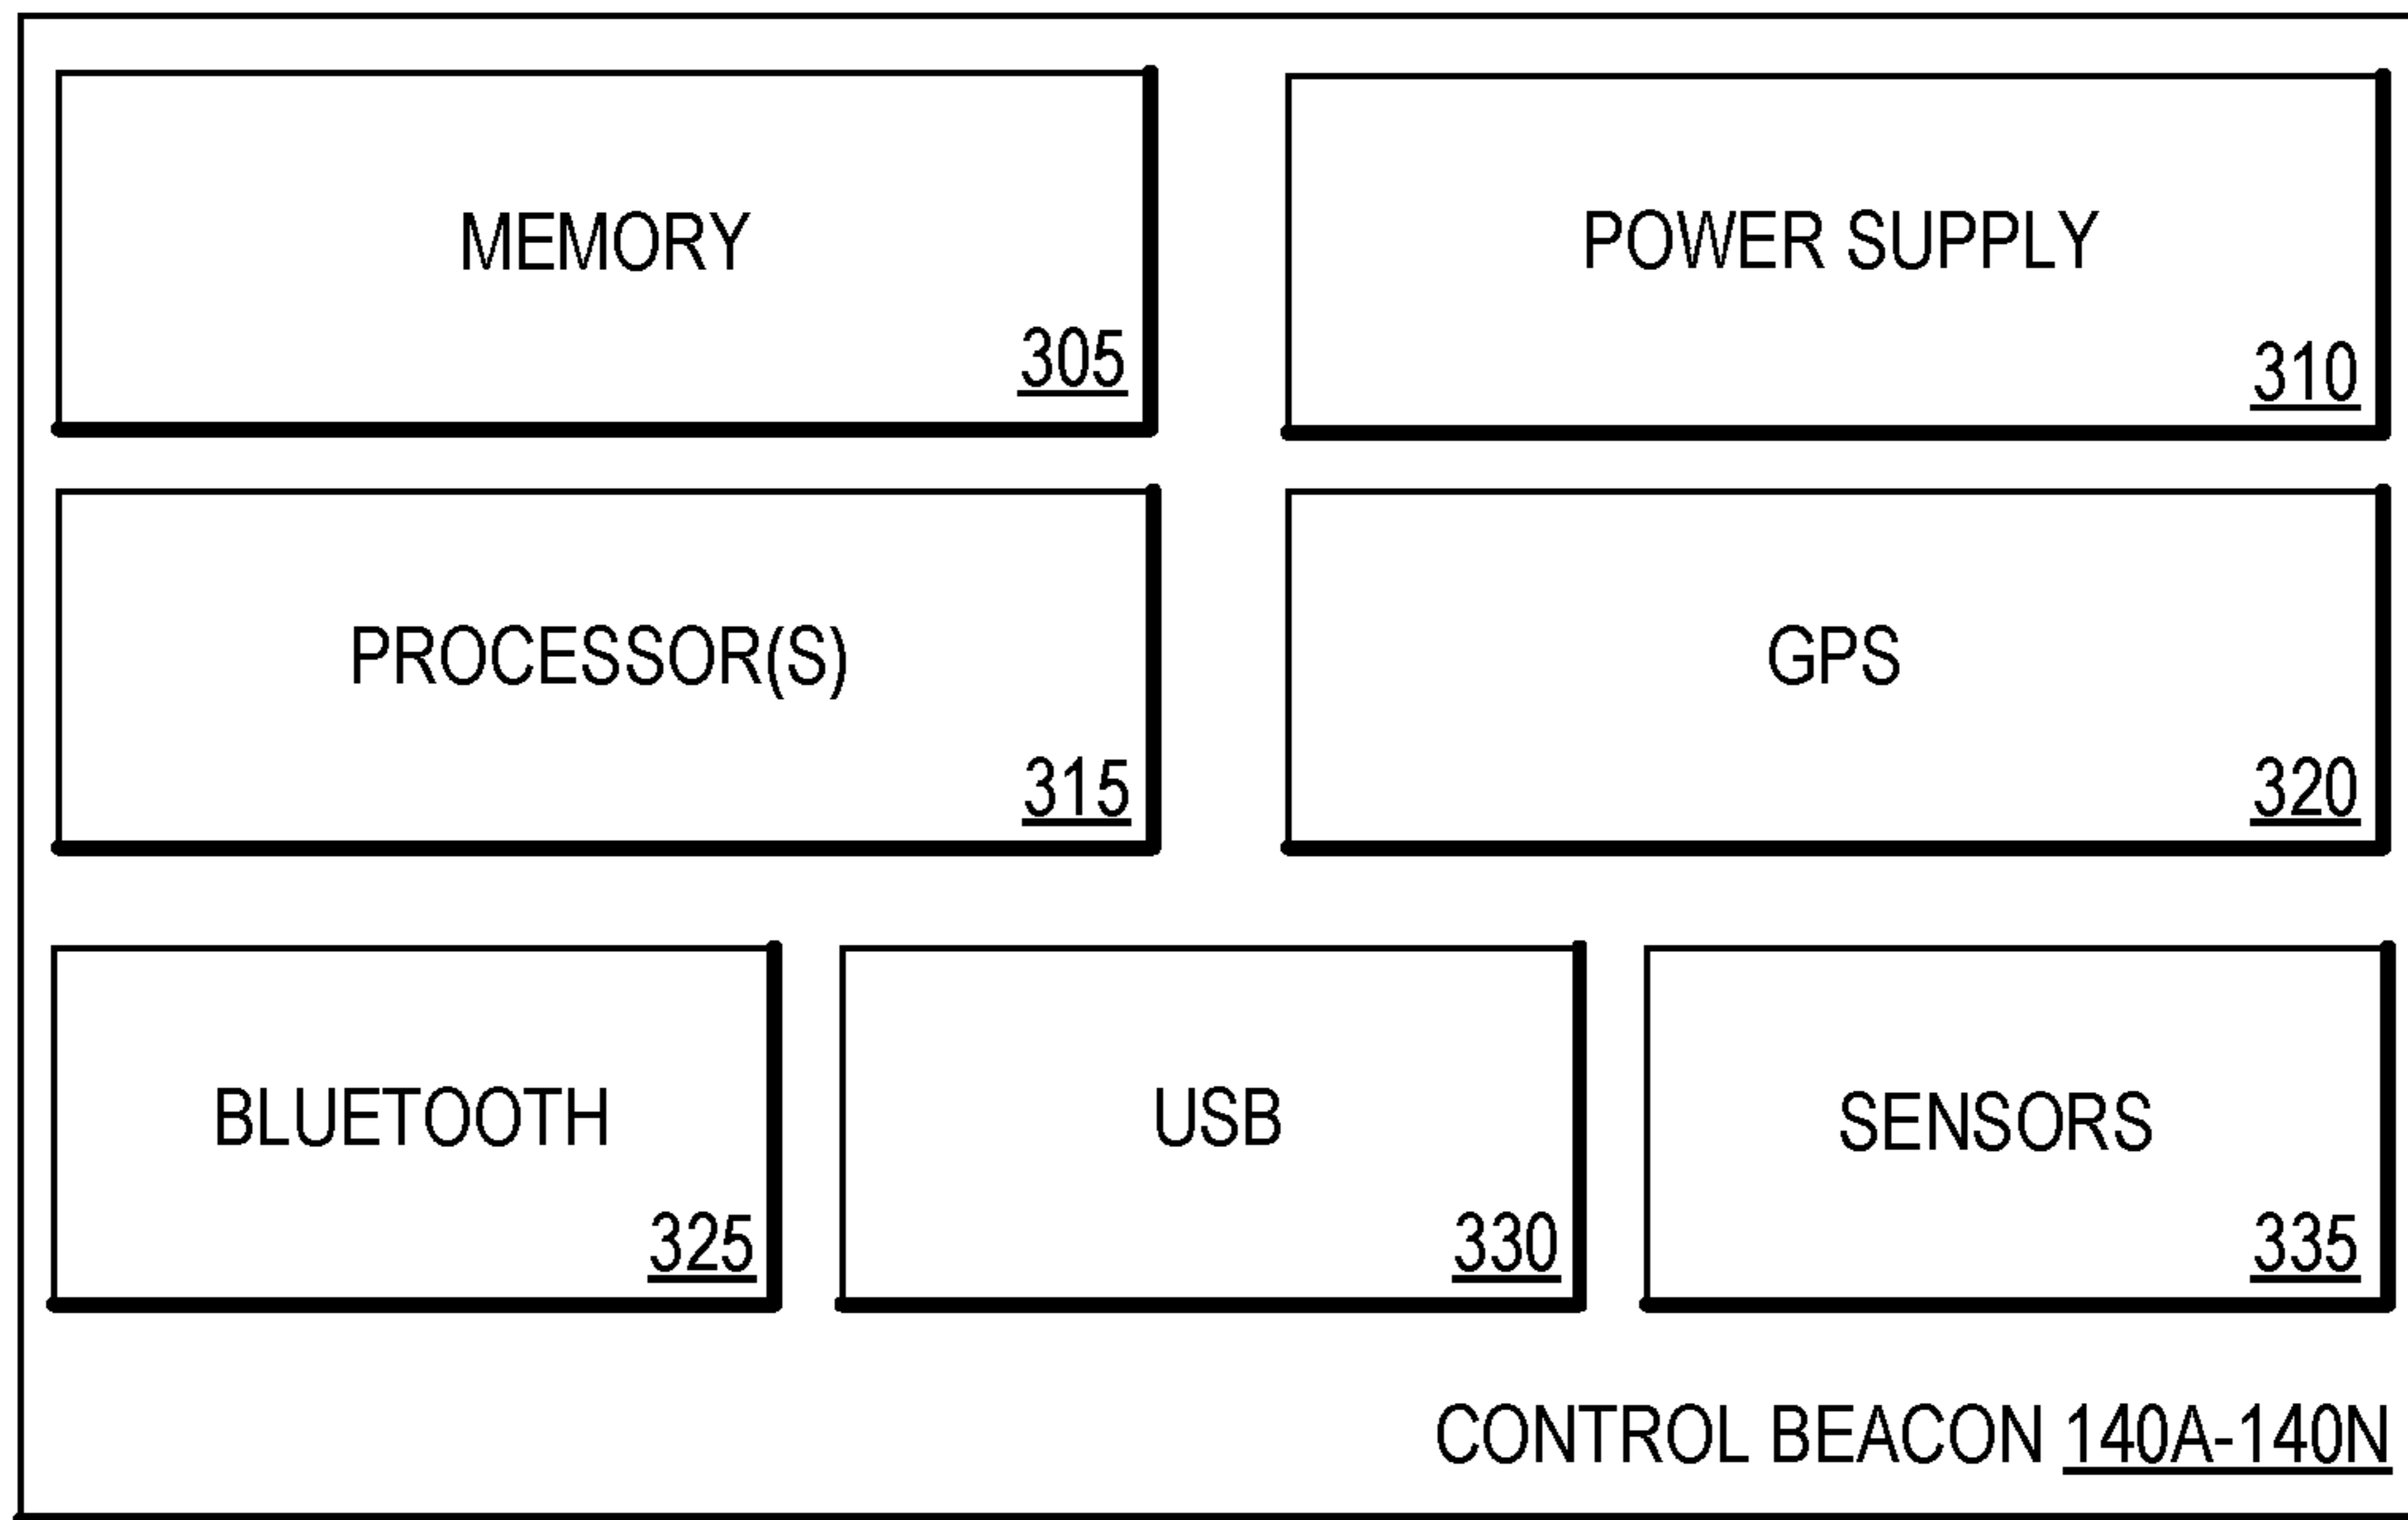 MEMORY
305
POWER SUPPLY
310
PROCESSOR(S)
315
GPS
320
BLUETOOTH
325
USB
330
SENSORS
335
CONTROL BEACON 140A-140N